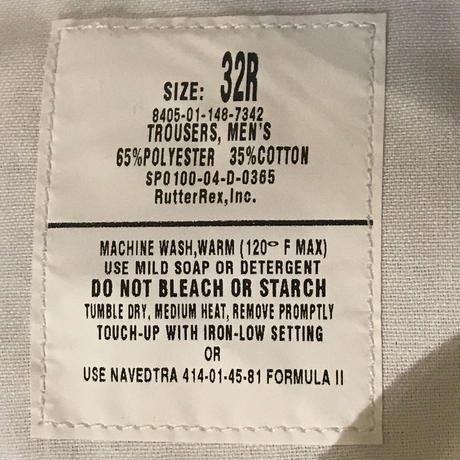 SIZE: 32R
8405-01-148-7342
TROUSERS, MEN'S
65%POLYESTER 35%COTTON
SPO100-04-D-0365
RutterRex,Inc.
MACHINE WASH,WARM (120° F MAX)
USE MILD SOAP OR DETERGENT
DO NOT BLEACH OR STARCH
TUMBLE DRY, MEDIUM HEAT, REMOVE PROMPTLY
TOUCH-UP WITH IRON-LOW SETTING
OR
USE NAVEDTRA 414-01-45-81 FORMULA II